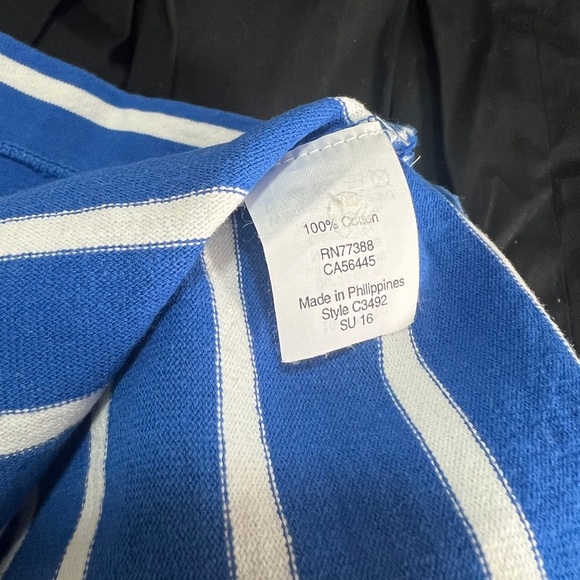 100% Cotton
RN77388
CA56445
Made in Philippines
Style C3492
SU 16